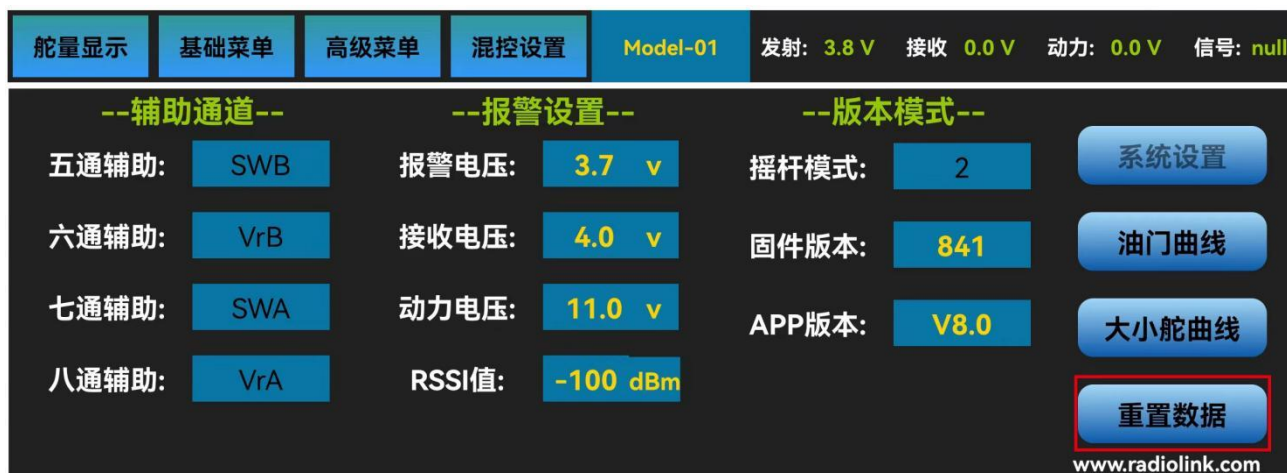 舵量显示 基础菜单 高级菜单 混控设置 Model-01 发射: 3.8 V 接收 0.0 V 动力: 0.0 V 信号: null
--辅助通道-- --报警设置-- --版本模式--
五通辅助: SWB 报警电压: 3.7 v 摇杆模式: 2 系统设置
六通辅助: VrB 接收电压: 4.0 v 固件版本: 841 油门曲线
七通辅助: SWA 动力电压: 11.0 v APP版本: V8.0 大小舵曲线
八通辅助: VrA RSSI值: -100 dBm 重置数据
www.radiolink.com